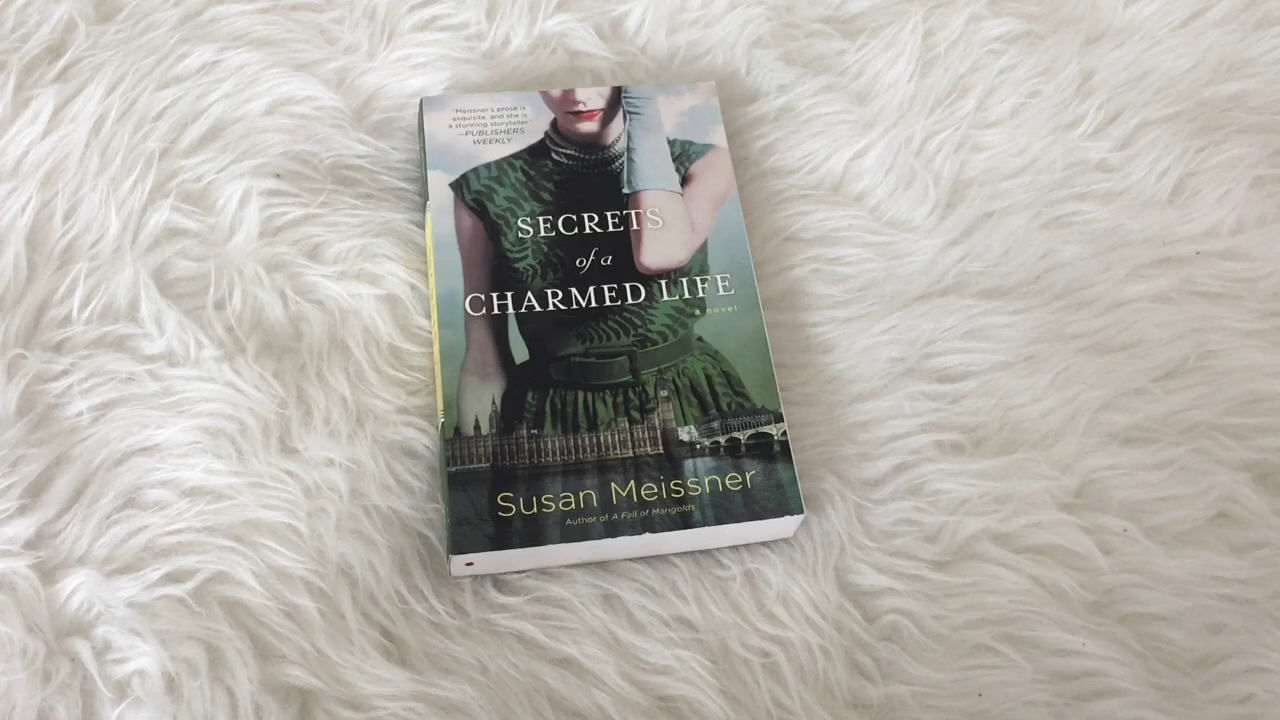 "Meissner's prose is
exquisite, and she is
a stunning storyteller."
—PUBLISHERS
WEEKLY
SECRETS
of a
CHARMED LIFE
a novel
Susan Meissner
Author of A Fall of Marigolds